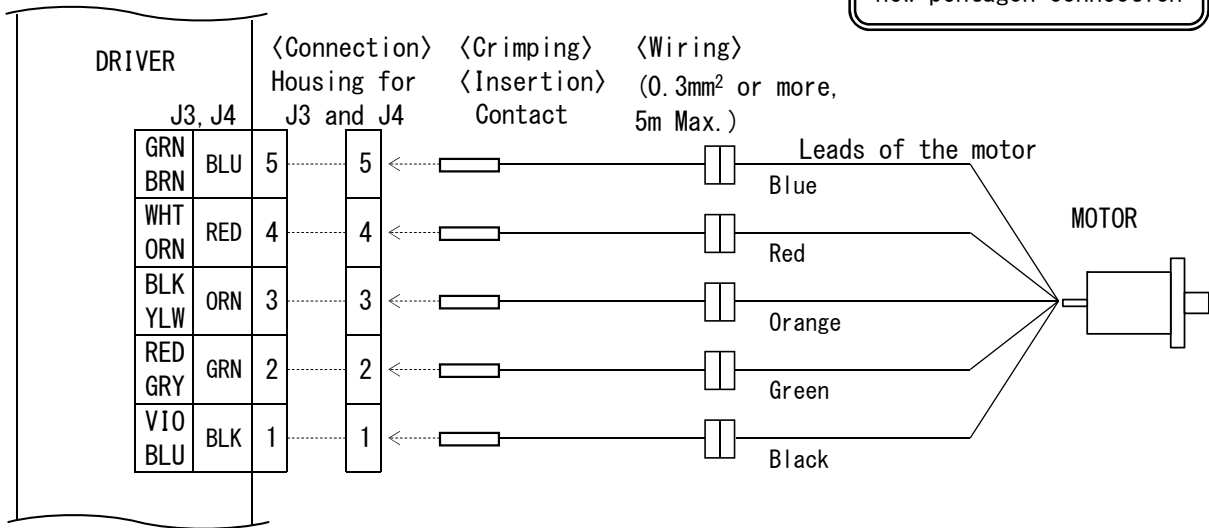 new pentagon connection
DRIVER
〈Connection〉
Housing for
J3 and J4
〈Crimping〉
〈Insertion〉
Contact
〈Wiring〉
(0.3mm² or more,
5m Max.)
J3, J4
Leads of the motor
MOTOR
GRN
BRN
BLU
5
5
Blue
WHT
ORN
RED
4
4
Red
BLK
YLW
ORN
3
3
Orange
RED
GRY
GRN
2
2
Green
VIO
BLU
BLK
1
1
Black